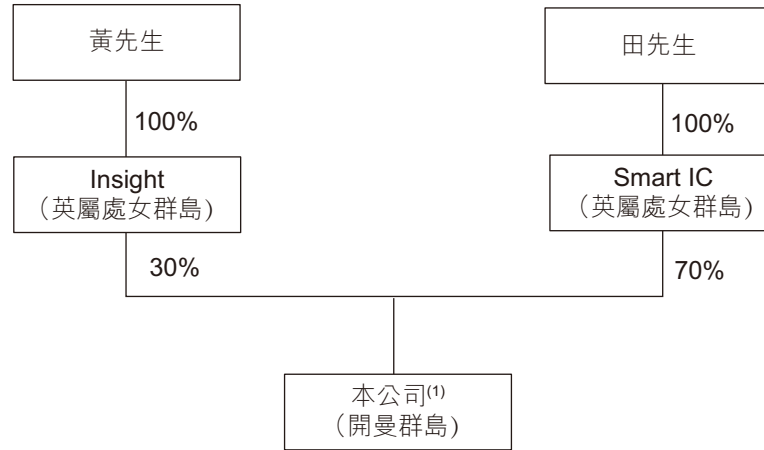 黃先生
田先生
100%
100%
Insight
（英屬處女群島）
Smart IC
（英屬處女群島）
30%
70%
本公司(1)
（開曼群島）